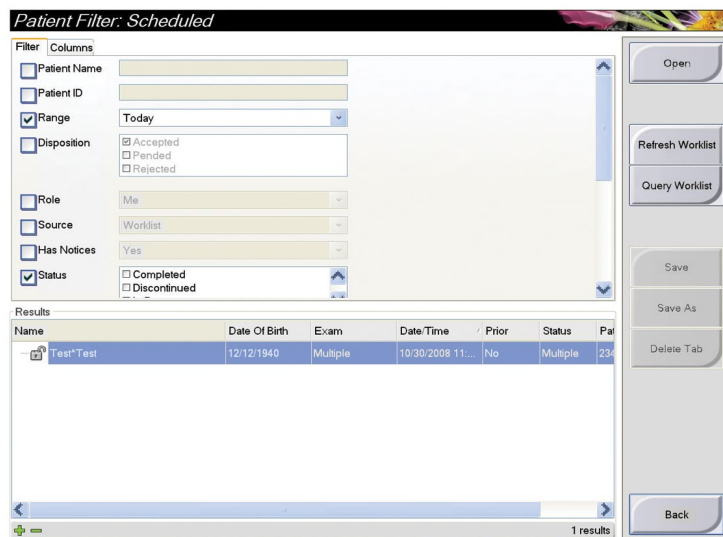 Patient Filter: Scheduled
Filter Columns
Patient Name
Patient ID
Range Today
Disposition Accepted
Pended
Rejected
Role Me
Source Worklist
Has Notices Yes
Status Completed
Discontinued
Open
Refresh Worklist
Query Worklist
Save
Save As
Delete Tab
Results
Name Date Of Birth Exam Date/Time Prior Status Pat
Test^Test 12/12/1940 Multiple 10/30/2008 11:... No Multiple 234
1 results
Back